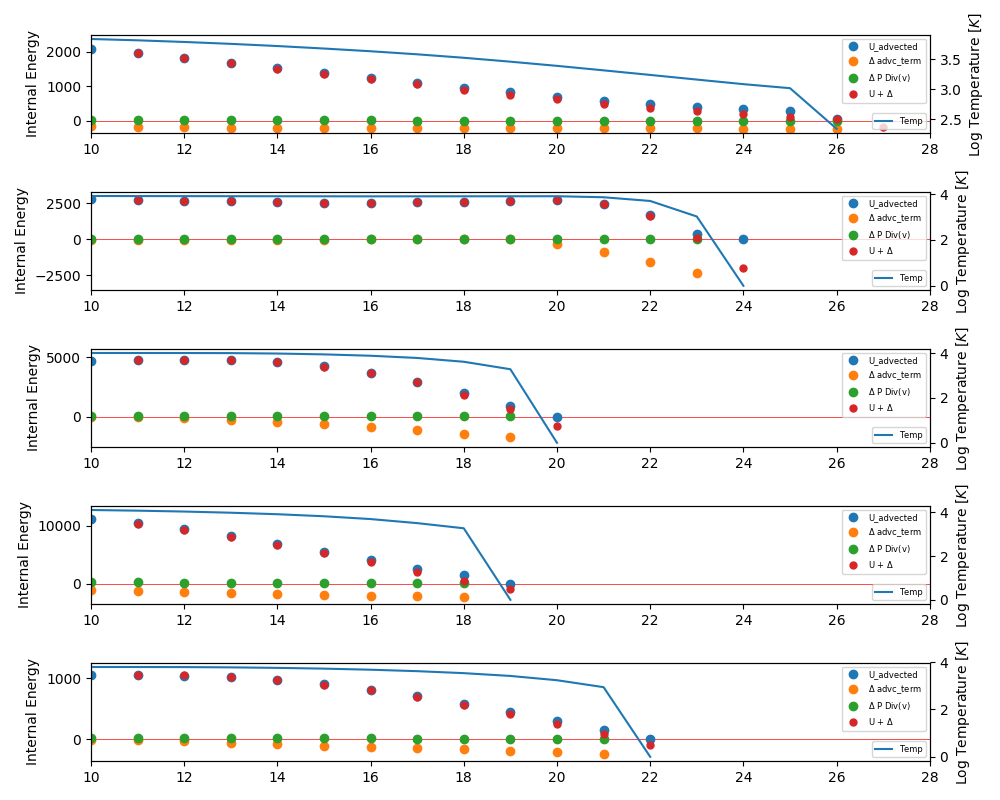 Internal Energy
2000
1000
0
U_advected
Δ advc_term
Δ P Div(v)
U + Δ
Temp
3.5
3.0
2.5
Log Temperature [K]
10 12 14 16 18 20 22 24 26 28
Internal Energy
2500
0
−2500
U_advected
Δ advc_term
Δ P Div(v)
U + Δ
Temp
4
2
0
Log Temperature [K]
10 12 14 16 18 20 22 24 26 28
Internal Energy
5000
0
U_advected
Δ advc_term
Δ P Div(v)
U + Δ
Temp
4
2
0
Log Temperature [K]
10 12 14 16 18 20 22 24 26 28
Internal Energy
10000
0
U_advected
Δ advc_term
Δ P Div(v)
U + Δ
Temp
4
2
0
Log Temperature [K]
10 12 14 16 18 20 22 24 26 28
Internal Energy
1000
0
U_advected
Δ advc_term
Δ P Div(v)
U + Δ
Temp
4
2
0
Log Temperature [K]
10 12 14 16 18 20 22 24 26 28